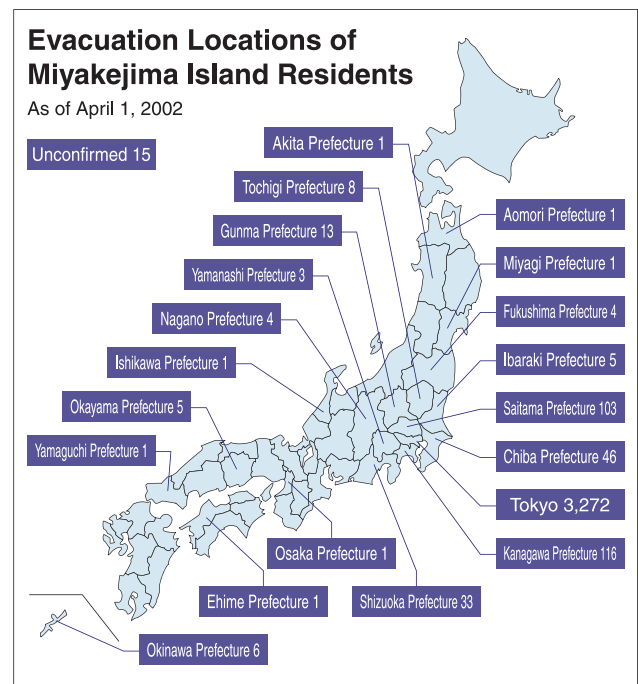 Evacuation Locations of
Miyakejima Island Residents
As of April 1, 2002
Unconfirmed 15
Akita Prefecture 1
Tochigi Prefecture 8
Gunma Prefecture 13
Yamanashi Prefecture 3
Nagano Prefecture 4
Ishikawa Prefecture 1
Okayama Prefecture 5
Yamaguchi Prefecture 1
Aomori Prefecture 1
Miyagi Prefecture 1
Fukushima Prefecture 4
Ibaraki Prefecture 5
Saitama Prefecture 103
Chiba Prefecture 46
Tokyo 3,272
Kanagawa Prefecture 116
Osaka Prefecture 1
Ehime Prefecture 1
Shizuoka Prefecture 33
Okinawa Prefecture 6